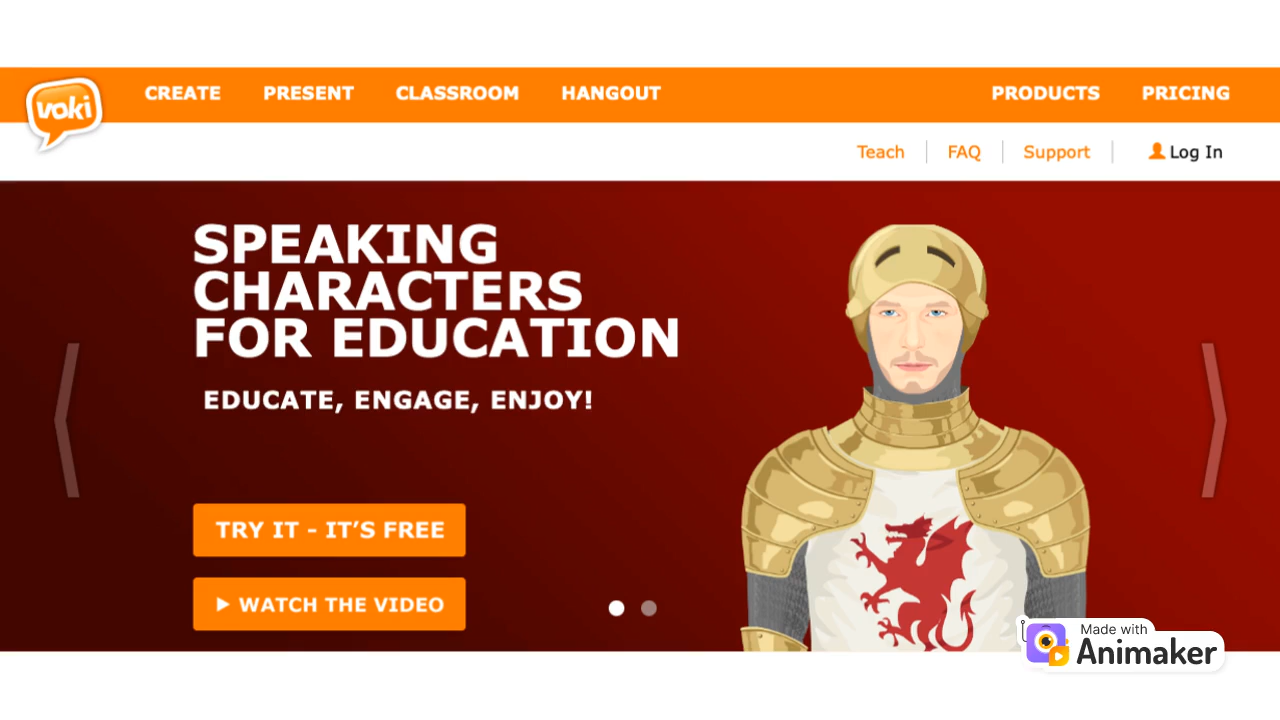 voki
CREATE PRESENT CLASSROOM HANGOUT PRODUCTS PRICING
Teach FAQ Support Log In
SPEAKING
CHARACTERS
FOR EDUCATION
EDUCATE, ENGAGE, ENJOY!
TRY IT - IT'S FREE
WATCH THE VIDEO
Made with
Animaker